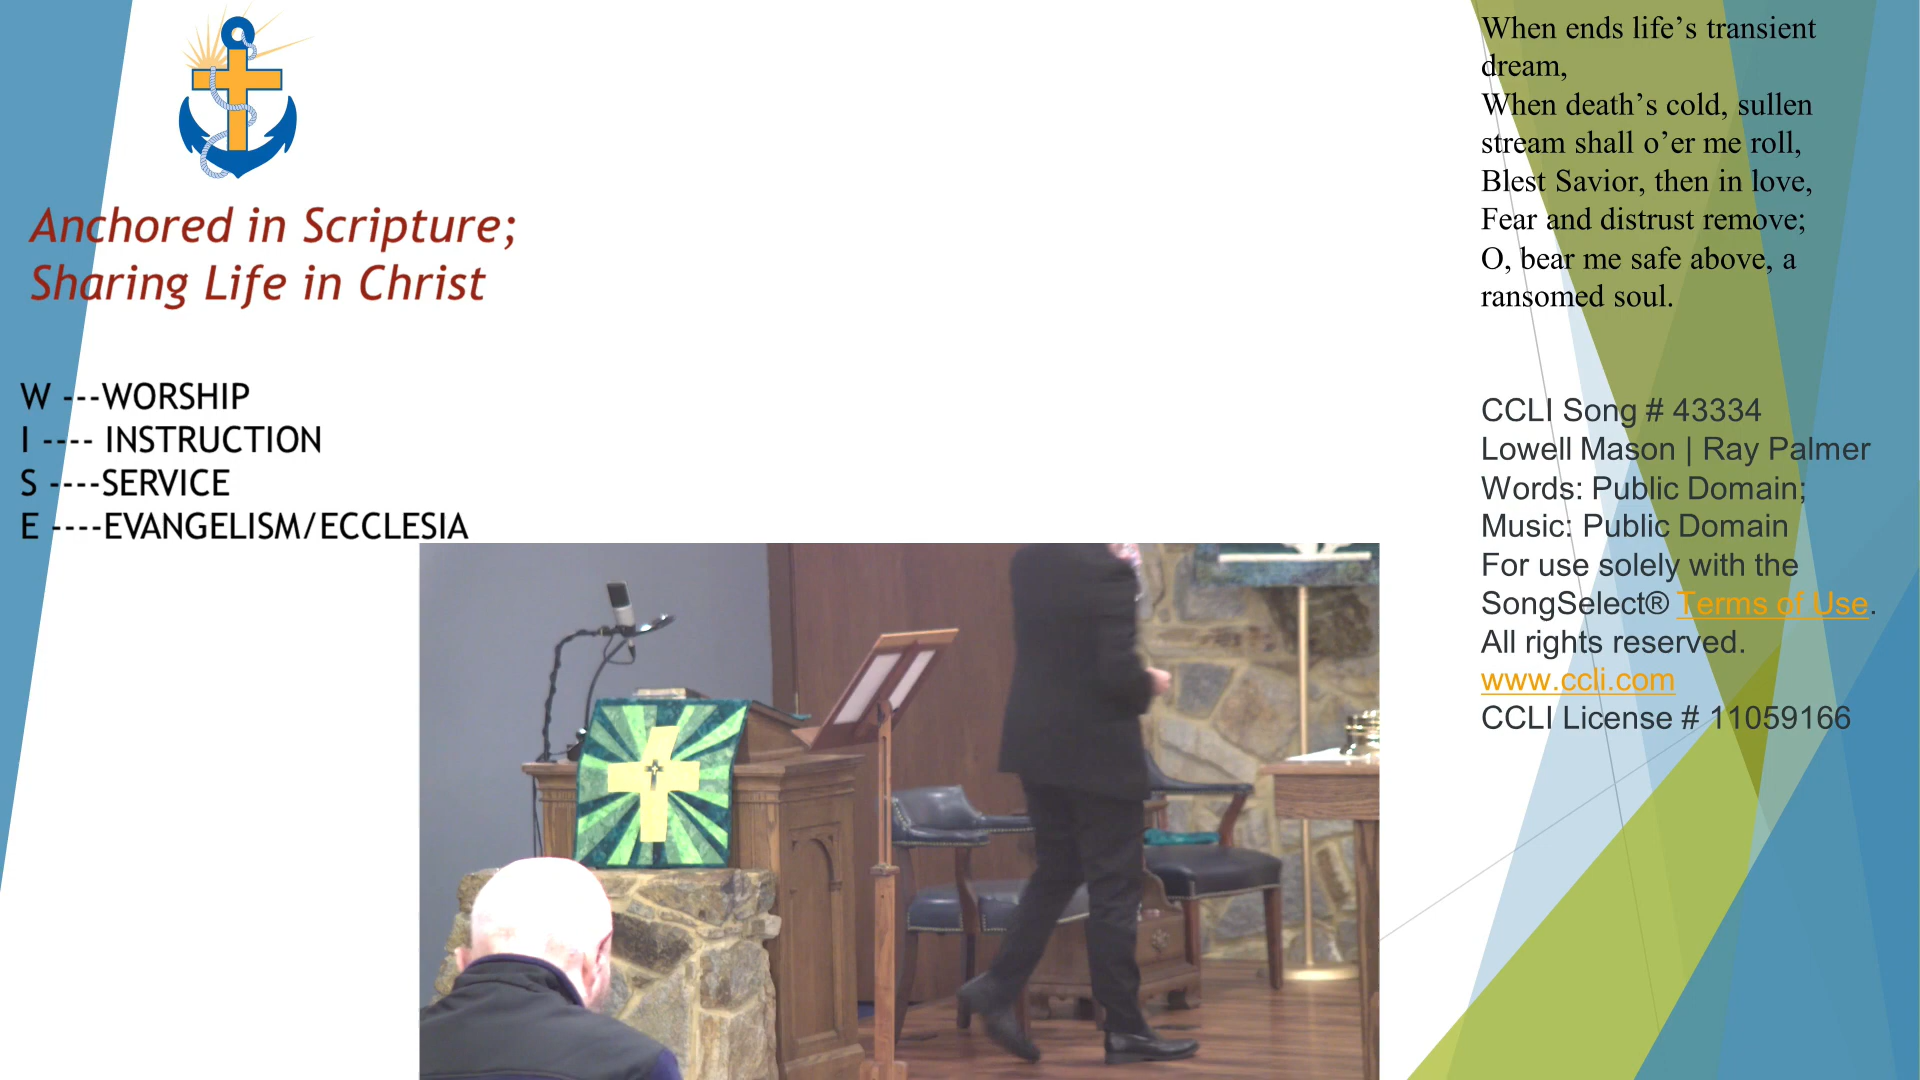 Anchored in Scripture;
Sharing Life in Christ
W ---WORSHIP
I ---- INSTRUCTION
S ----SERVICE
E ----EVANGELISM/ECCLESIA
When ends life’s transient
dream,
When death’s cold, sullen
stream shall o’er me roll,
Blest Savior, then in love,
Fear and distrust remove;
O, bear me safe above, a
ransomed soul.
CCLI Song # 43334
Lowell Mason | Ray Palmer
Words: Public Domain;
Music: Public Domain
For use solely with the
SongSelect® Terms of Use.
All rights reserved.
www.ccli.com
CCLI License # 11059166